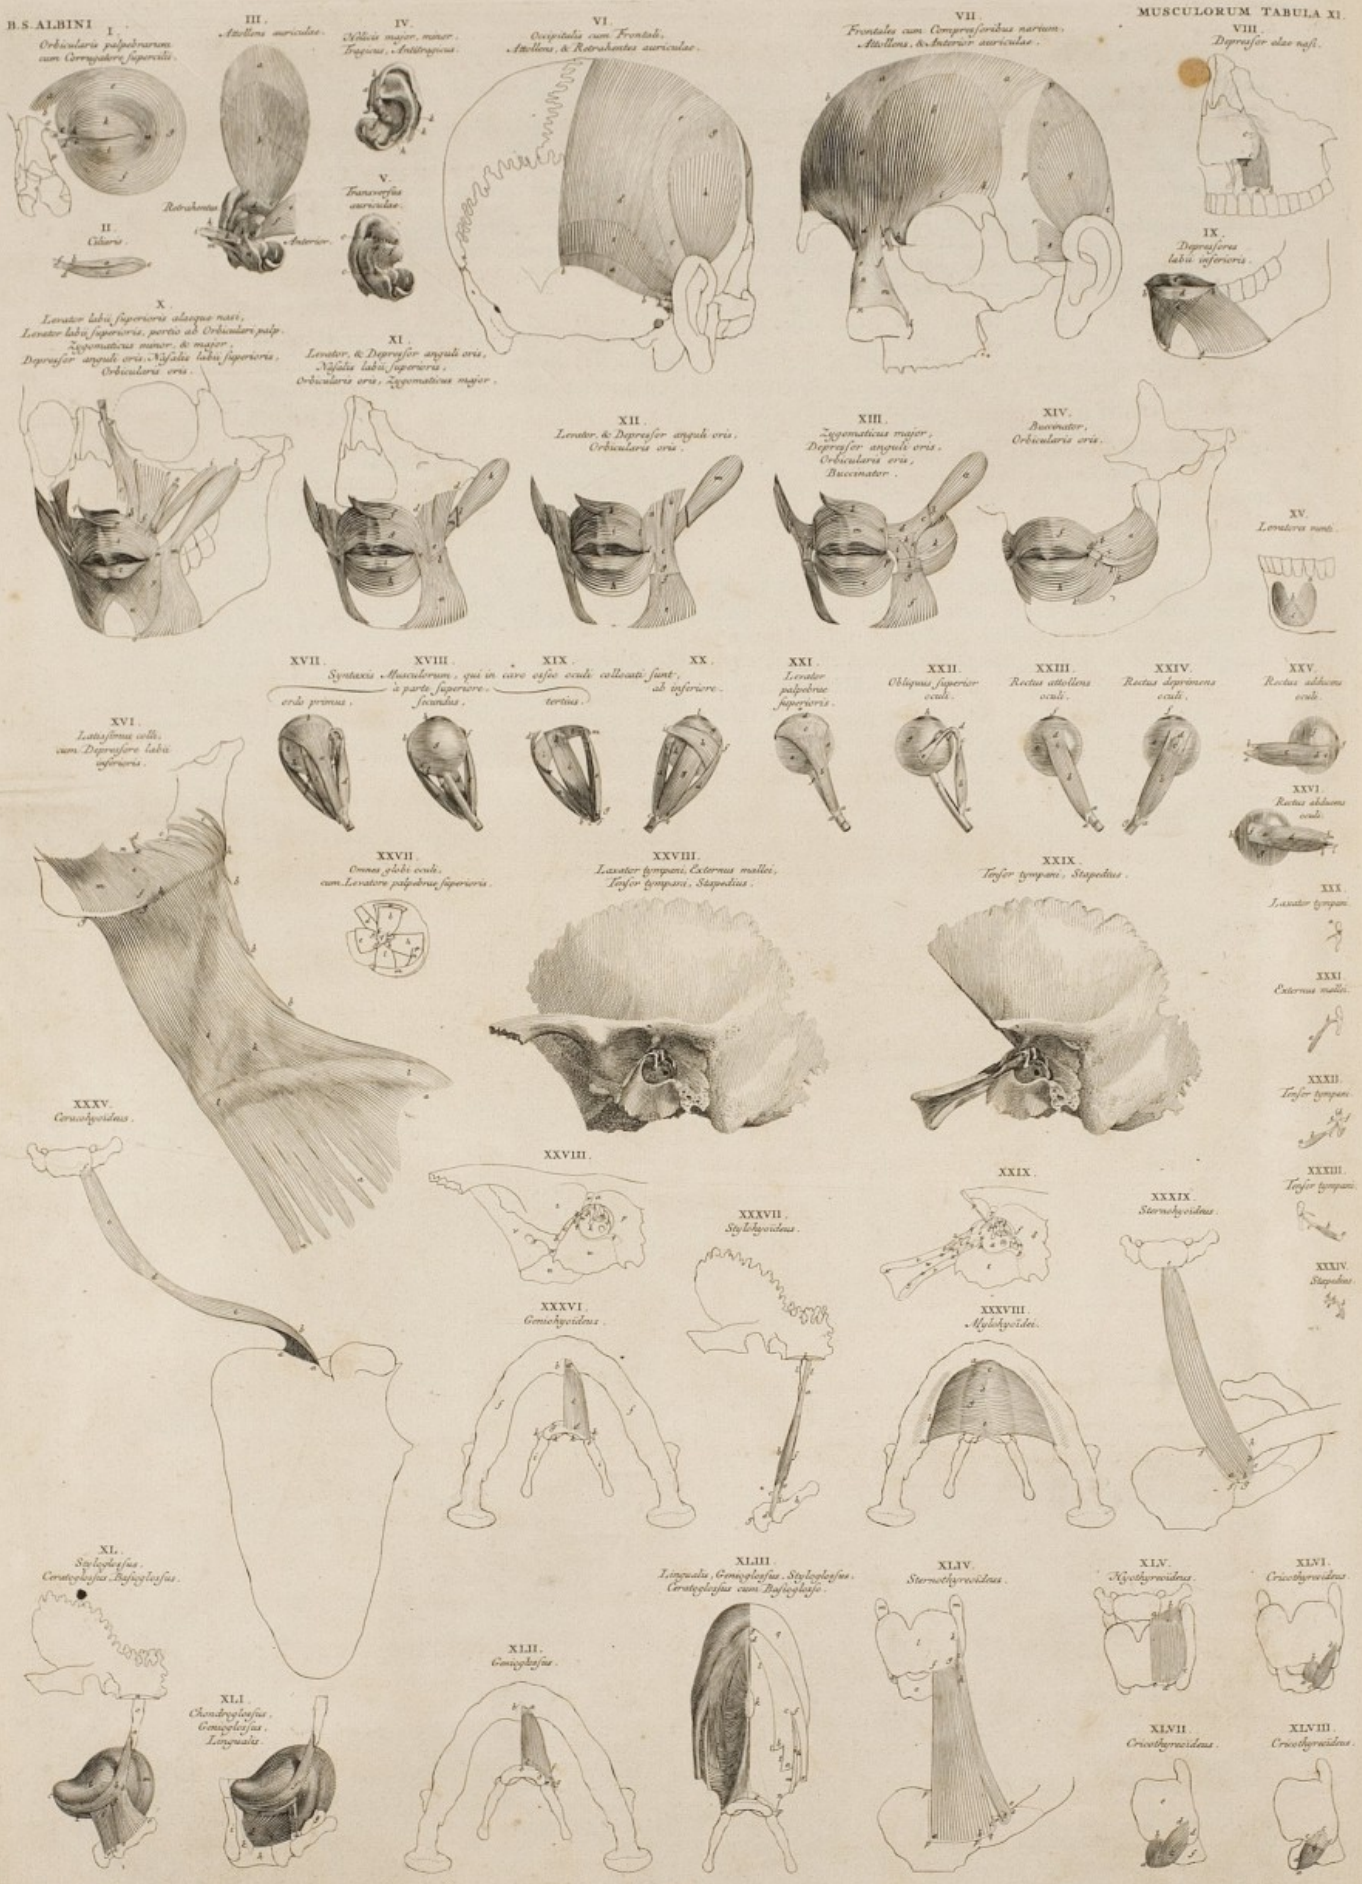 B.S.ALBINI
MUSCULORUM TABULA XI.
I.
Orbicularis palpebrarum
cum Corrugatore supercilii.
II.
Ciliaris.
III.
Attollens auriculae.
Retrahentes.
Anterior.
IV.
Helicis major, minor.
Tragicus, Antitragicus.
V.
Transversus
auriculae.
VI.
Occipitalis cum Frontali,
Attollens, & Retrahentes auriculae.
VII.
Frontales cum Compressoribus narium.
Attollens, & Anterior auriculae.
VIII.
Depressor alae nasi.
IX.
Depressores
labii inferioris.
X.
Levator labii superioris alaeque nasi,
Levator labii superioris, portio ab Orbiculari palp.
Zygomaticus minor, & major,
Depressor anguli oris, Nasalis labii superioris,
Orbicularis oris.
XI.
Levator, & Depressor anguli oris,
Nasalis labii superioris,
Orbicularis oris, Zygomaticus major.
XII.
Levator, & Depressor anguli oris.
Orbicularis oris.
XIII.
Zygomaticus major,
Depressor anguli oris.
Orbicularis oris,
Buccinator.
XIV.
Buccinator,
Orbicularis oris.
XV.
Levatores menti.
XVI.
Latissimus colli,
cum Depressore labii
inferioris.
XVII.
XVIII.
XIX.
XX.
Syntaxis Musculorum, qui in cavo osseo oculi collocati sunt,
à parte superiore.
ab inferiore.
ordo primus,
secundus,
tertius.
XXI.
Levator
palpebrae
superioris.
XXII.
Obliquus superior
oculi.
XXIII.
Rectus attollens
oculi.
XXIV.
Rectus deprimens
oculi.
XXV.
Rectus adducens
oculi.
XXVI.
Rectus abducens
oculi.
XXVII.
Omnes globi oculi,
cum Levatore palpebrae superioris.
XXVIII.
Laxator tympani, Externus mallei,
Tensor tympani, Stapedius.
XXIX.
Tensor tympani, Stapedius.
XXX.
Laxator tympani.
XXXI.
Externus mallei.
XXXII.
Tensor tympani.
XXXIII.
Tensor tympani.
XXXIV.
Stapedius.
XXXV.
Coracohyoideus.
XXVIII.
XXIX.
XXXVI.
Geniohyoideus.
XXXVII.
Stylohyoideus.
XXXVIII.
Mylohyoidei.
XXXIX.
Sternohyoideus.
XL.
Styloglossus,
Ceratoglossus, Basioglossus.
XLI.
Chondroglossus,
Genioglossus,
Lingualis.
XLII.
Genioglossus.
XLIII.
Lingualis, Genioglossus, Styloglossus,
Ceratoglossus cum Basioglosso.
XLIV.
Sternothyreoideus.
XLV.
Hyothyreoideus.
XLVI.
Cricothyreoideus.
XLVII.
Cricothyreoideus.
XLVIII.
Cricothyreoideus.